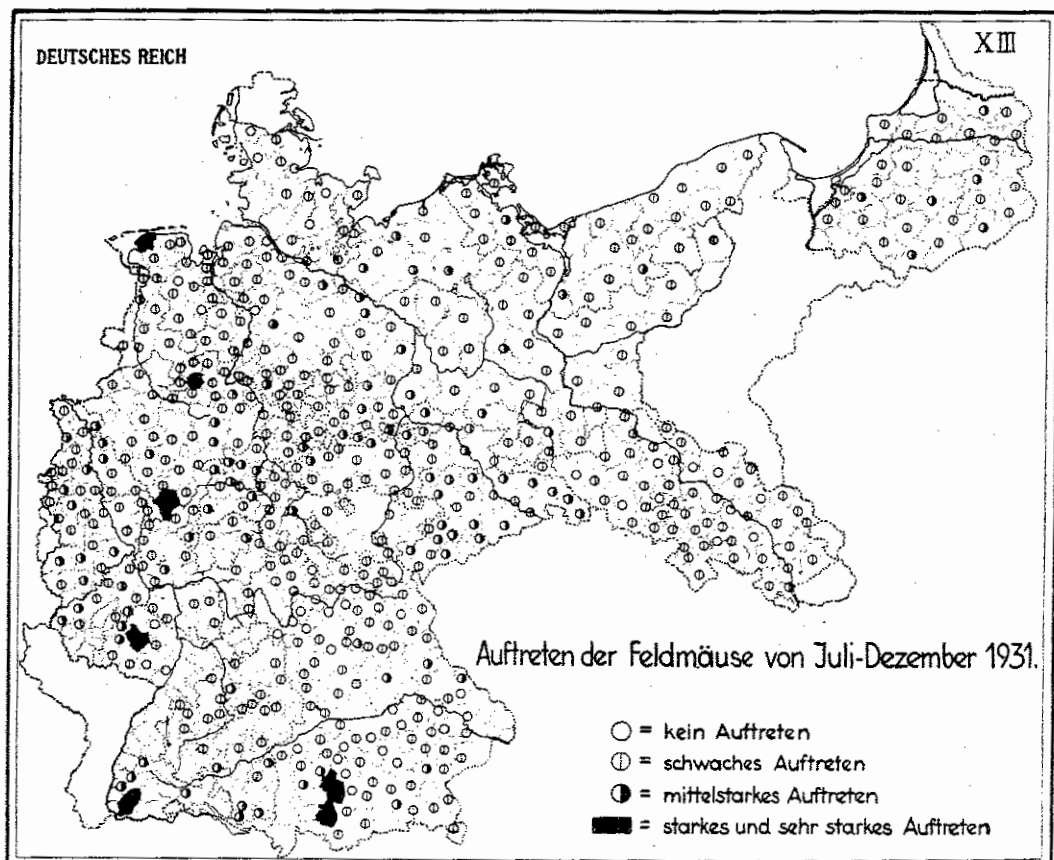 DEUTSCHES REICH
XIII
Auftreten der Feldmäuse von Juli-Dezember 1931.
= kein Auftreten
= schwaches Auftreten
= mittelstarkes Auftreten
= starkes und sehr starkes Auftreten